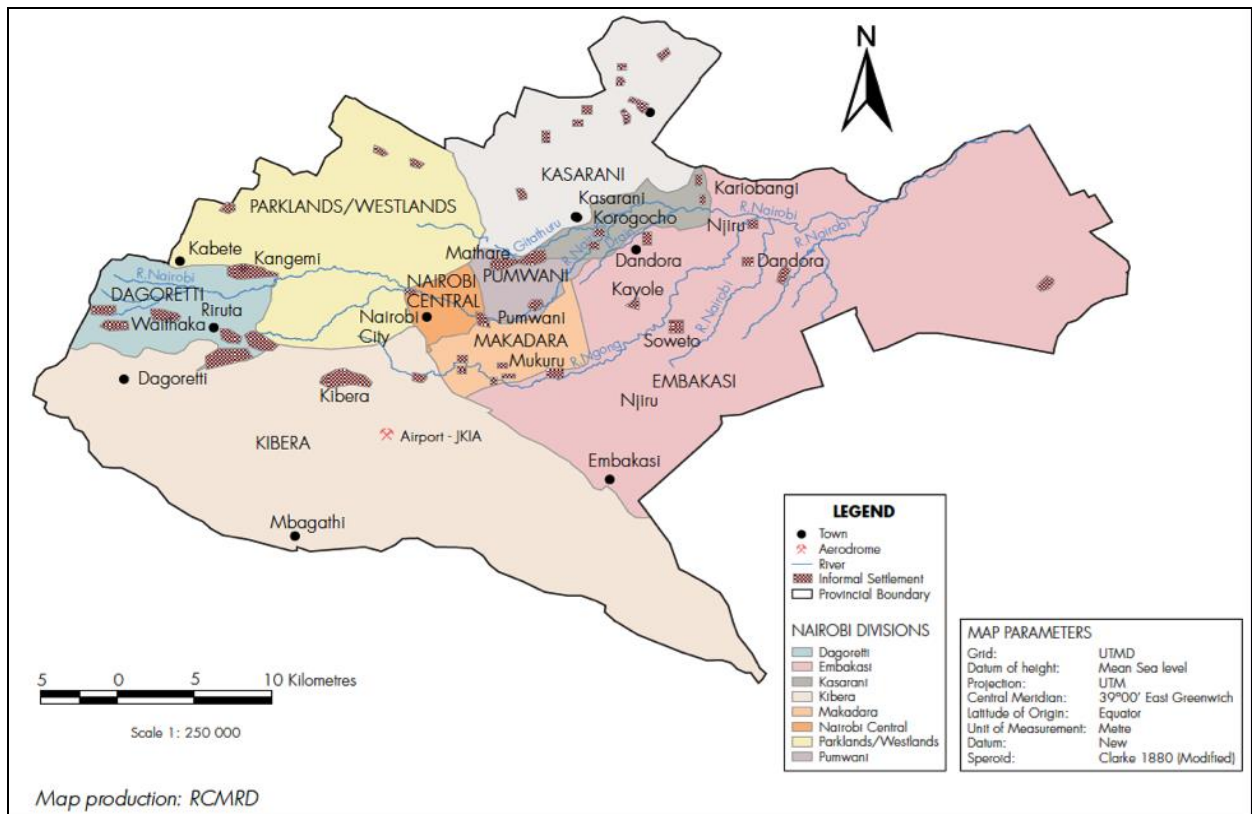 N
KASARANI
Kasarani
Kariobangi
PARKLANDS/WESTLANDS
Korogocho
R.Nairobi
Gitathuru
Njiru
R.Nairobi
Mathare
Kabete
Kangemi
Dandora
Dandora
R.Nairobi
PUMWANI
DAGORETTI
NAIROBI
CENTRAL
Kayole
R.Nairobi
Riruta
Waithaka
Nairobi
City
Pumwani
MAKADARA
Soweto
Mukuru
R.Ngong
EMBAKASI
Dagoretti
Kibera
Njiru
KIBERA
Airport - JKIA
Embakasi
Mbagathi
LEGEND
Town
Aerodrome
River
Informal Settlement
Provincial Boundary
NAIROBI DIVISIONS
Dagoretti
Embakasi
Kasarani
Kibera
Makadara
Nairobi Central
Parklands/Westlands
Pumwani
MAP PARAMETERS
Grid: UTMD
Datum of height: Mean Sea level
Projection: UTM
Central Meridian: 39°00' East Greenwich
Latitude of Origin: Equator
Unit of Measurement: Metre
Datum: New
Speroid: Clarke 1880 (Modified)
5 0 5 10 Kilometres
Scale 1: 250 000
Map production: RCMRD